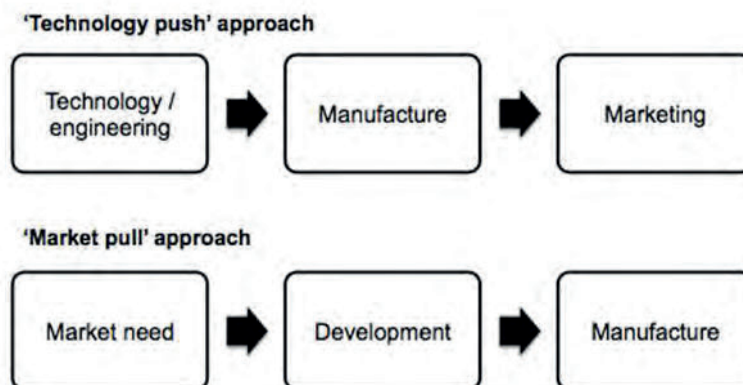 ‘Technology push’ approach
Technology /
engineering
Manufacture
Marketing
‘Market pull’ approach
Market need
Development
Manufacture